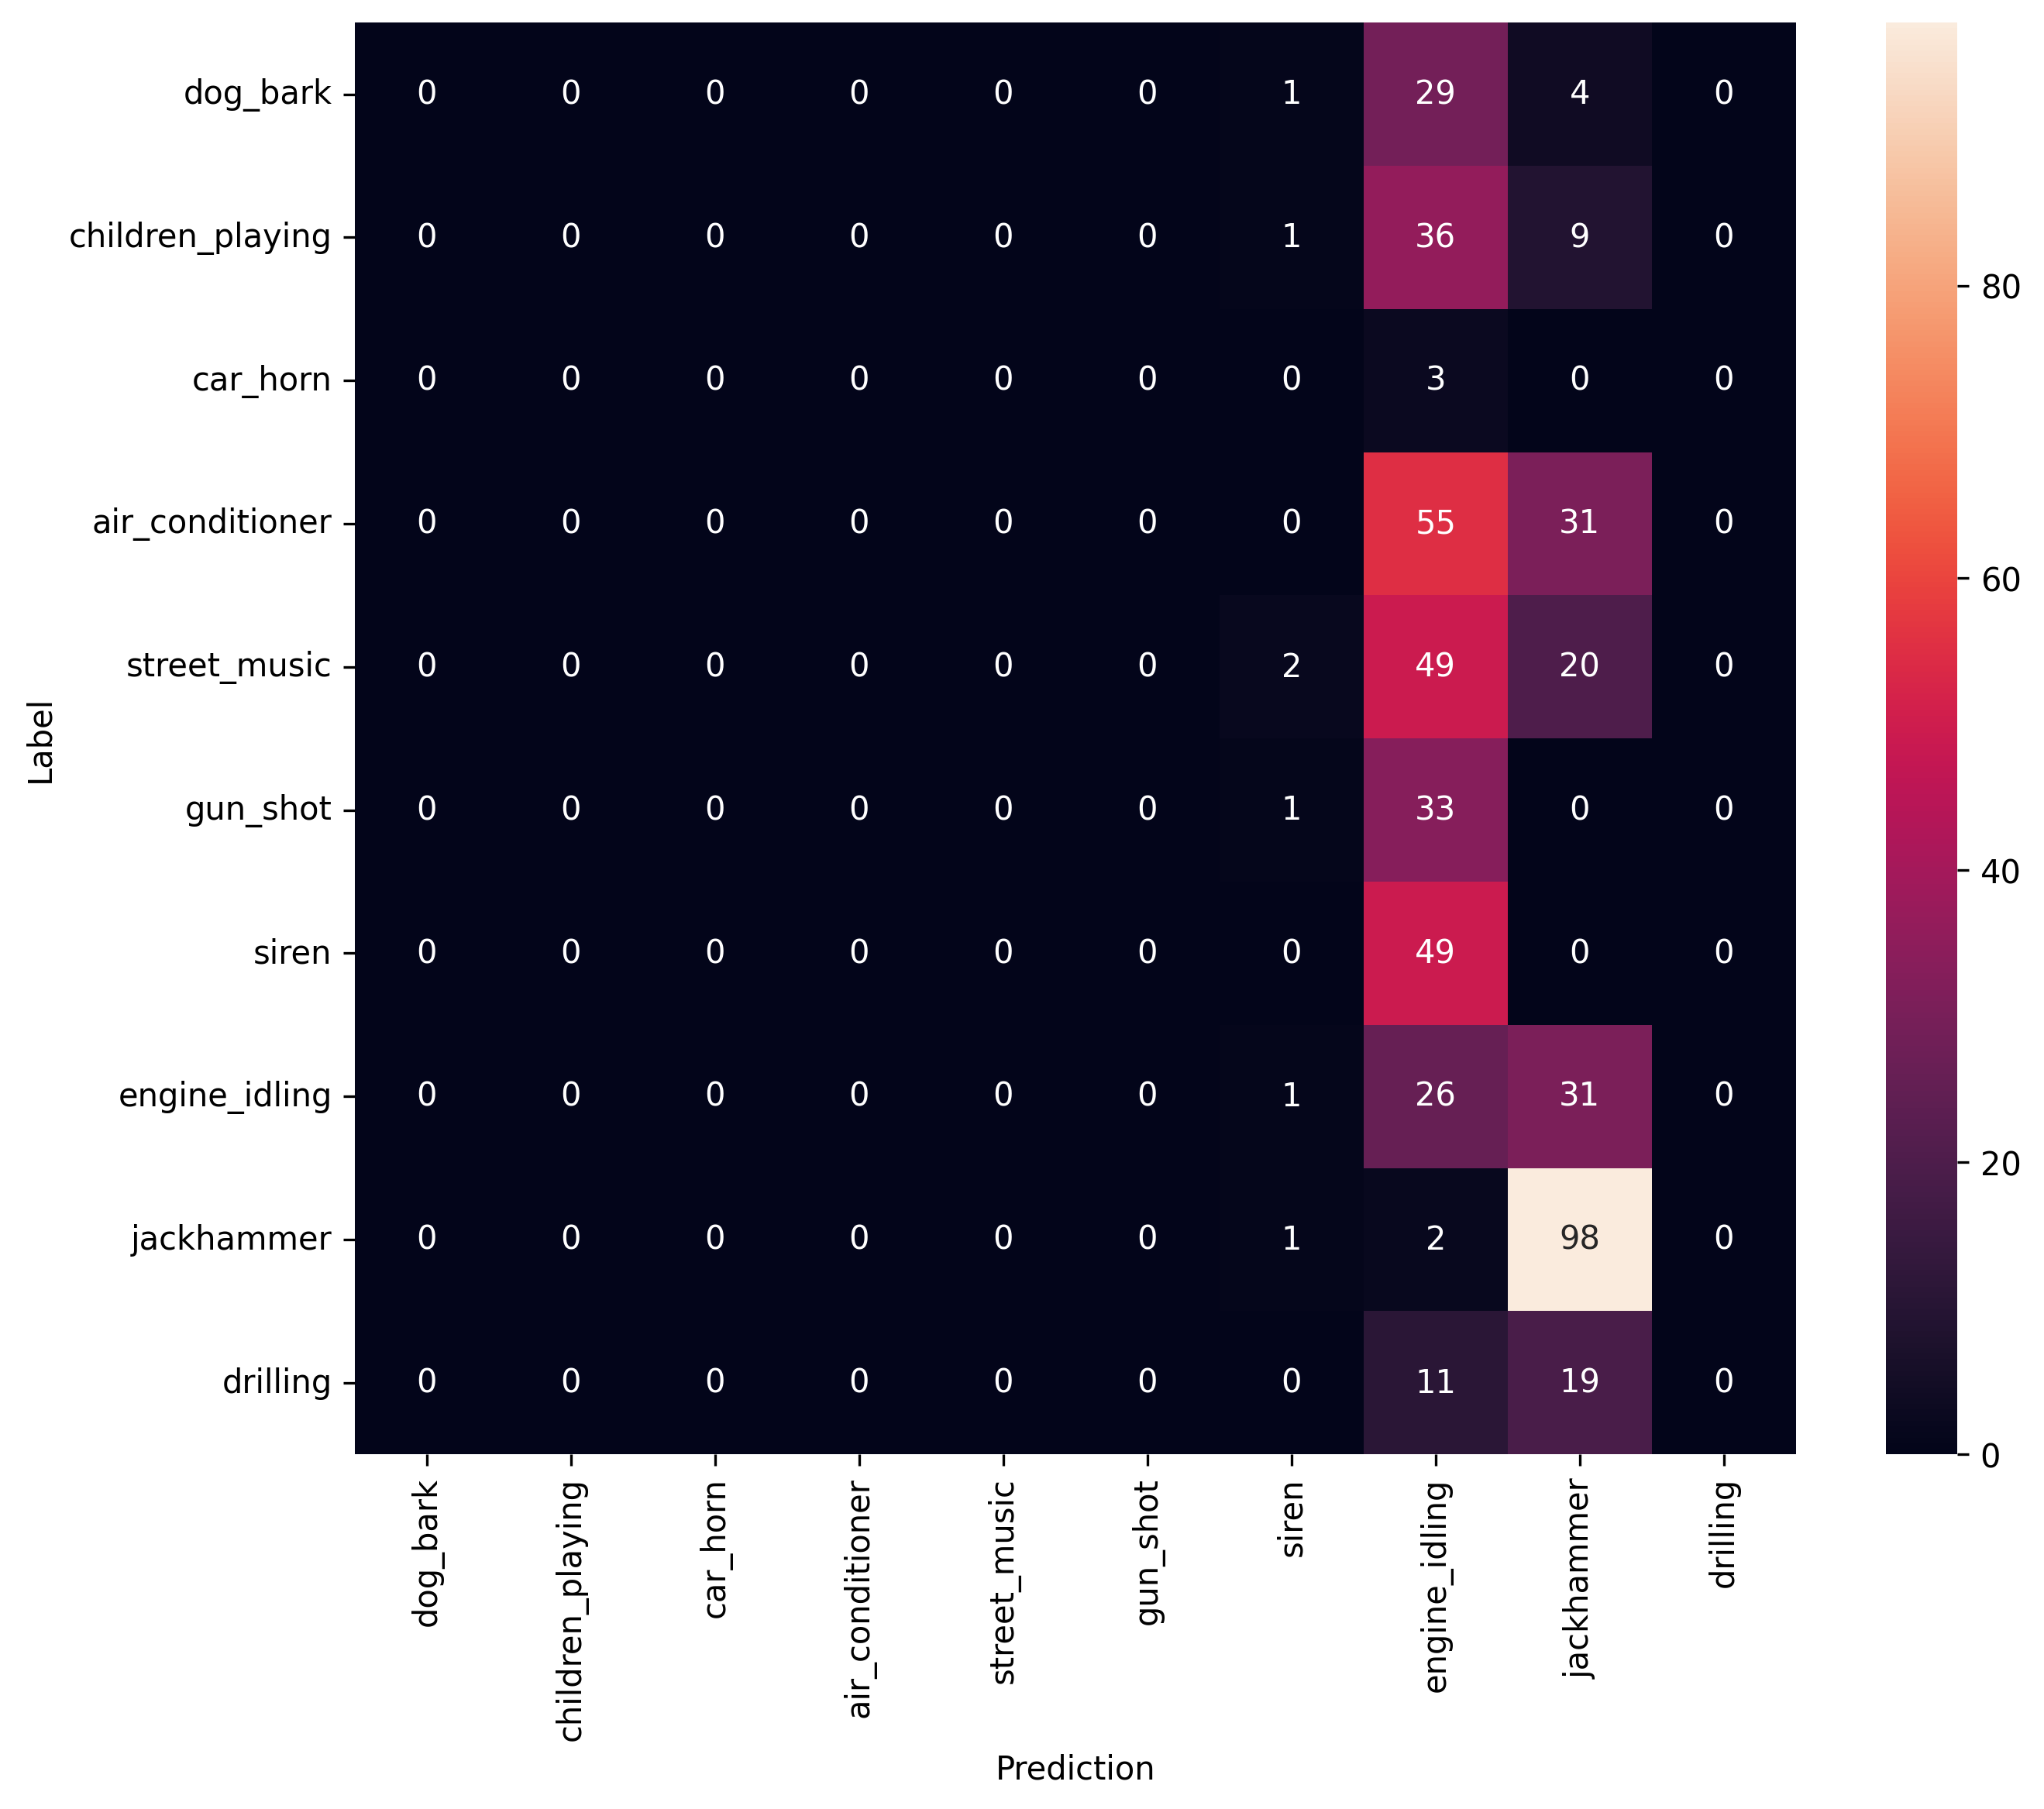 dog_bark 0 0 0 0 0 0 1 29 4 0
children_playing 0 0 0 0 0 0 1 36 9 0
car_horn 0 0 0 0 0 0 0 3 0 0
air_conditioner 0 0 0 0 0 0 0 55 31 0
street_music 0 0 0 0 0 0 2 49 20 0
gun_shot 0 0 0 0 0 0 1 33 0 0
siren 0 0 0 0 0 0 0 49 0 0
engine_idling 0 0 0 0 0 0 1 26 31 0
jackhammer 0 0 0 0 0 0 1 2 98 0
drilling 0 0 0 0 0 0 0 11 19 0
Label
dog_bark
children_playing
car_horn
air_conditioner
street_music
gun_shot
siren
engine_idling
jackhammer
drilling
Prediction
80
60
40
20
0